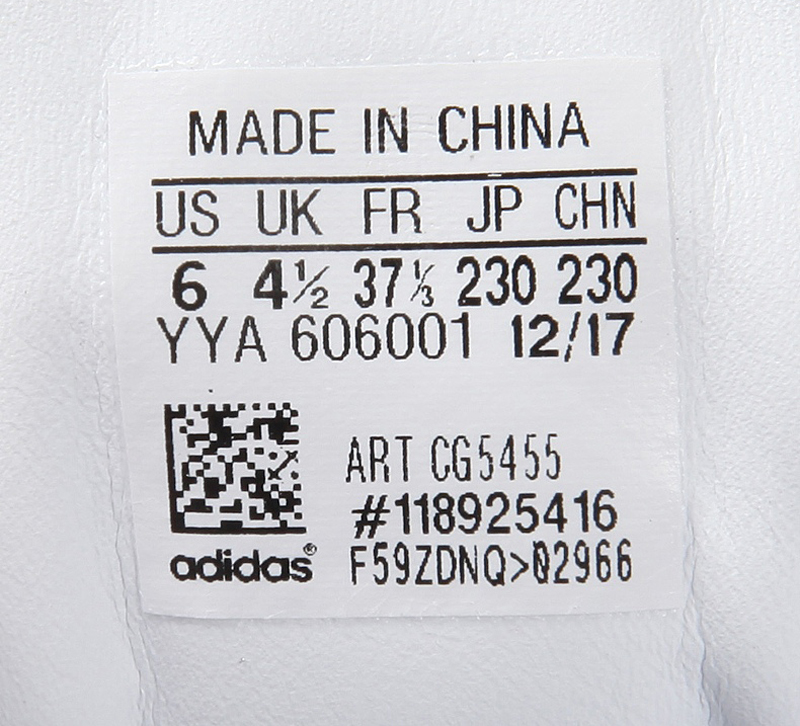 MADE IN CHINA
US UK FR JP CHN
6 4½ 37⅓ 230 230
YYA 606001 12/17
ART CG5455
#118925416
adidas® F59ZDNQ>02966